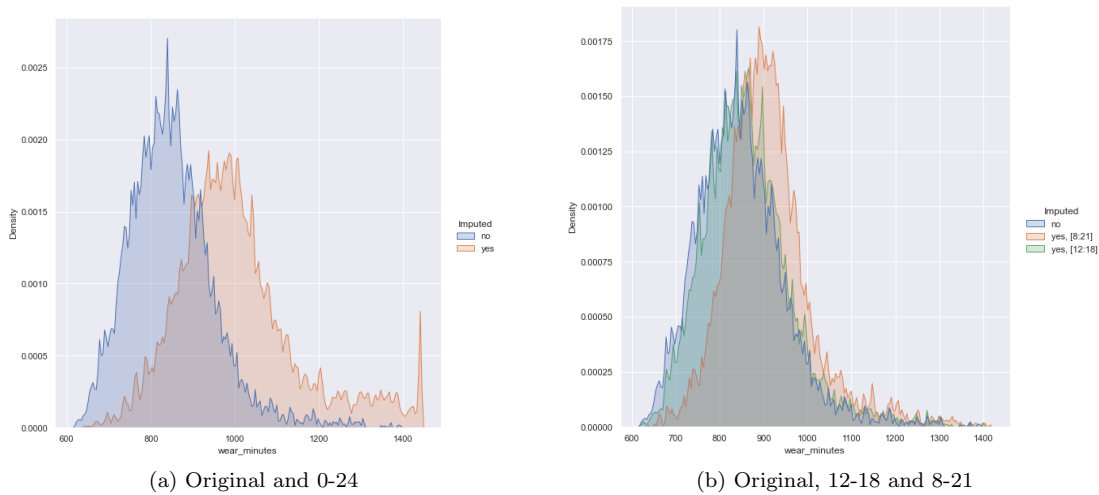 0.0025
0.0020
0.0015
0.0010
0.0005
0.0000
Density
600 800 1000 1200 1400
wear_minutes
Imputed
no
yes
(a) Original and 0-24
0.00175
0.00150
0.00125
0.00100
0.00075
0.00050
0.00025
0.00000
Density
600 700 800 900 1000 1100 1200 1300 1400
wear_minutes
Imputed
no
yes, [8:21]
yes, [12:18]
(b) Original, 12-18 and 8-21